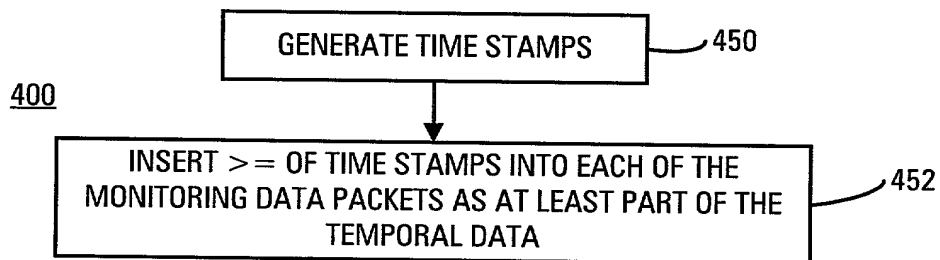 GENERATE TIME STAMPS
450
400
INSERT >= OF TIME STAMPS INTO EACH OF THE
MONITORING DATA PACKETS AS AT LEAST PART OF THE
TEMPORAL DATA
452